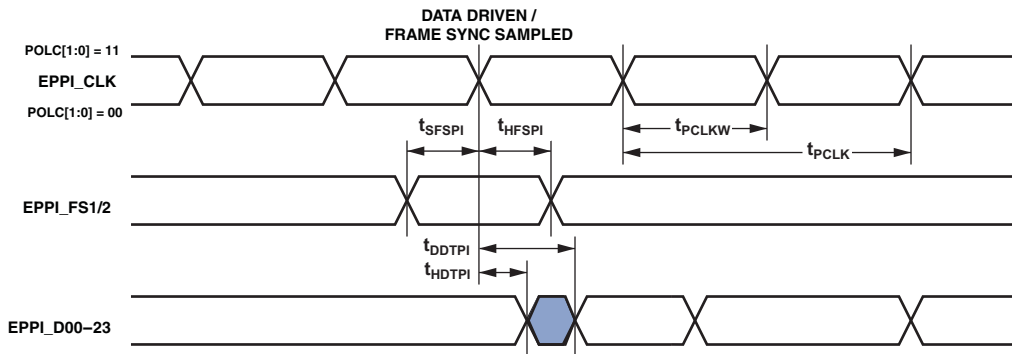 DATA DRIVEN /
FRAME SYNC SAMPLED
POLC[1:0] = 11
EPPI_CLK
POLC[1:0] = 00
tSFSPI
tHFSPI
tPCLKW
tPCLK
EPPI_FS1/2
tDDTPI
tHDTPI
EPPI_D00–23